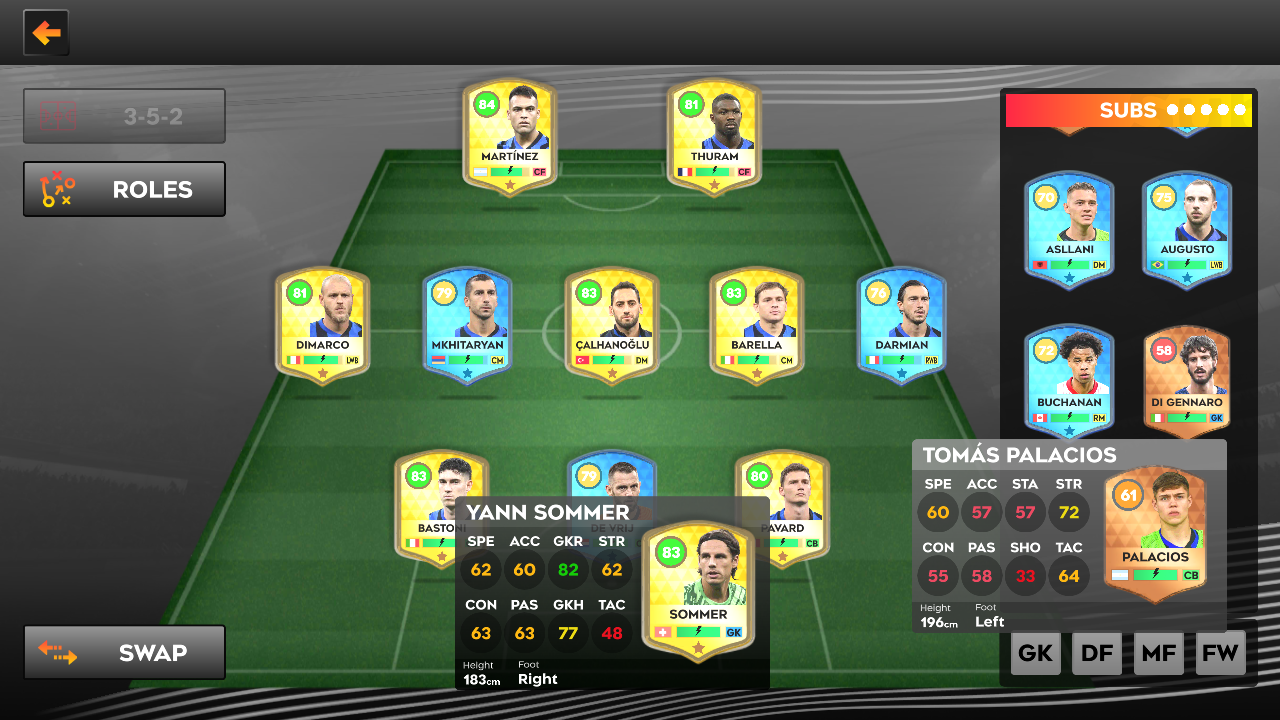 3-5-2
ROLES
84
MARTÍNEZ
CF
81
THURAM
CF
SUBS
70
ASLLANI
DM
75
AUGUSTO
LWB
81
DIMARCO
LWB
79
MKHITARYAN
CM
83
ÇALHANOĞLU
DM
83
BARELLA
CM
76
DARMIAN
RWB
72
BUCHANAN
RM
58
DI GENNARO
GK
83
BASTONI
79
DE VRIJ
80
PAVARD
CB
YANN SOMMER
SPE ACC GKR STR
62 60 82 62
CON PAS GKH TAC
63 63 77 48
Height Foot
183cm Right
83
SOMMER
GK
TOMÁS PALACIOS
SPE ACC STA STR
60 57 57 72
CON PAS SHO TAC
55 58 33 64
Height Foot
196cm Left
61
PALACIOS
CB
SWAP
GK DF MF FW